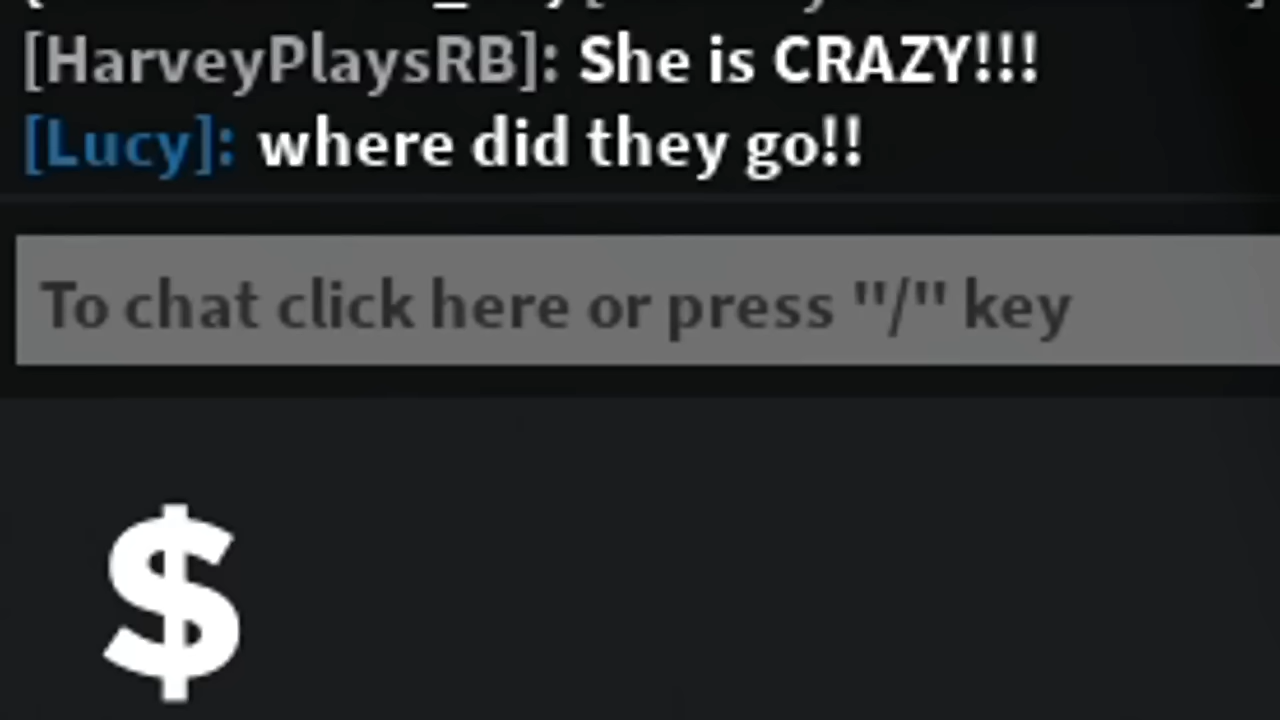 [HarveyPlaysRB]: She is CRAZY!!!
[Lucy]: where did they go!!
To chat click here or press "/" key
$